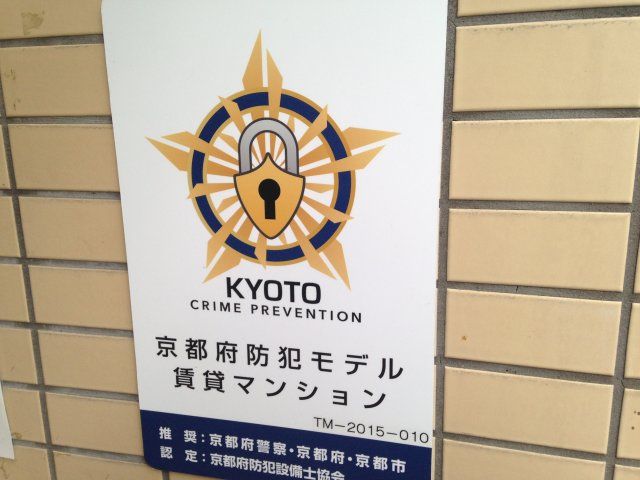 KYOTO
CRIME PREVENTION
京都府防犯モデル
賃貸マンション
TM-2015-010
推 奨：京都府警察・京都府・京都市
認 定：京都府防犯設備士協会